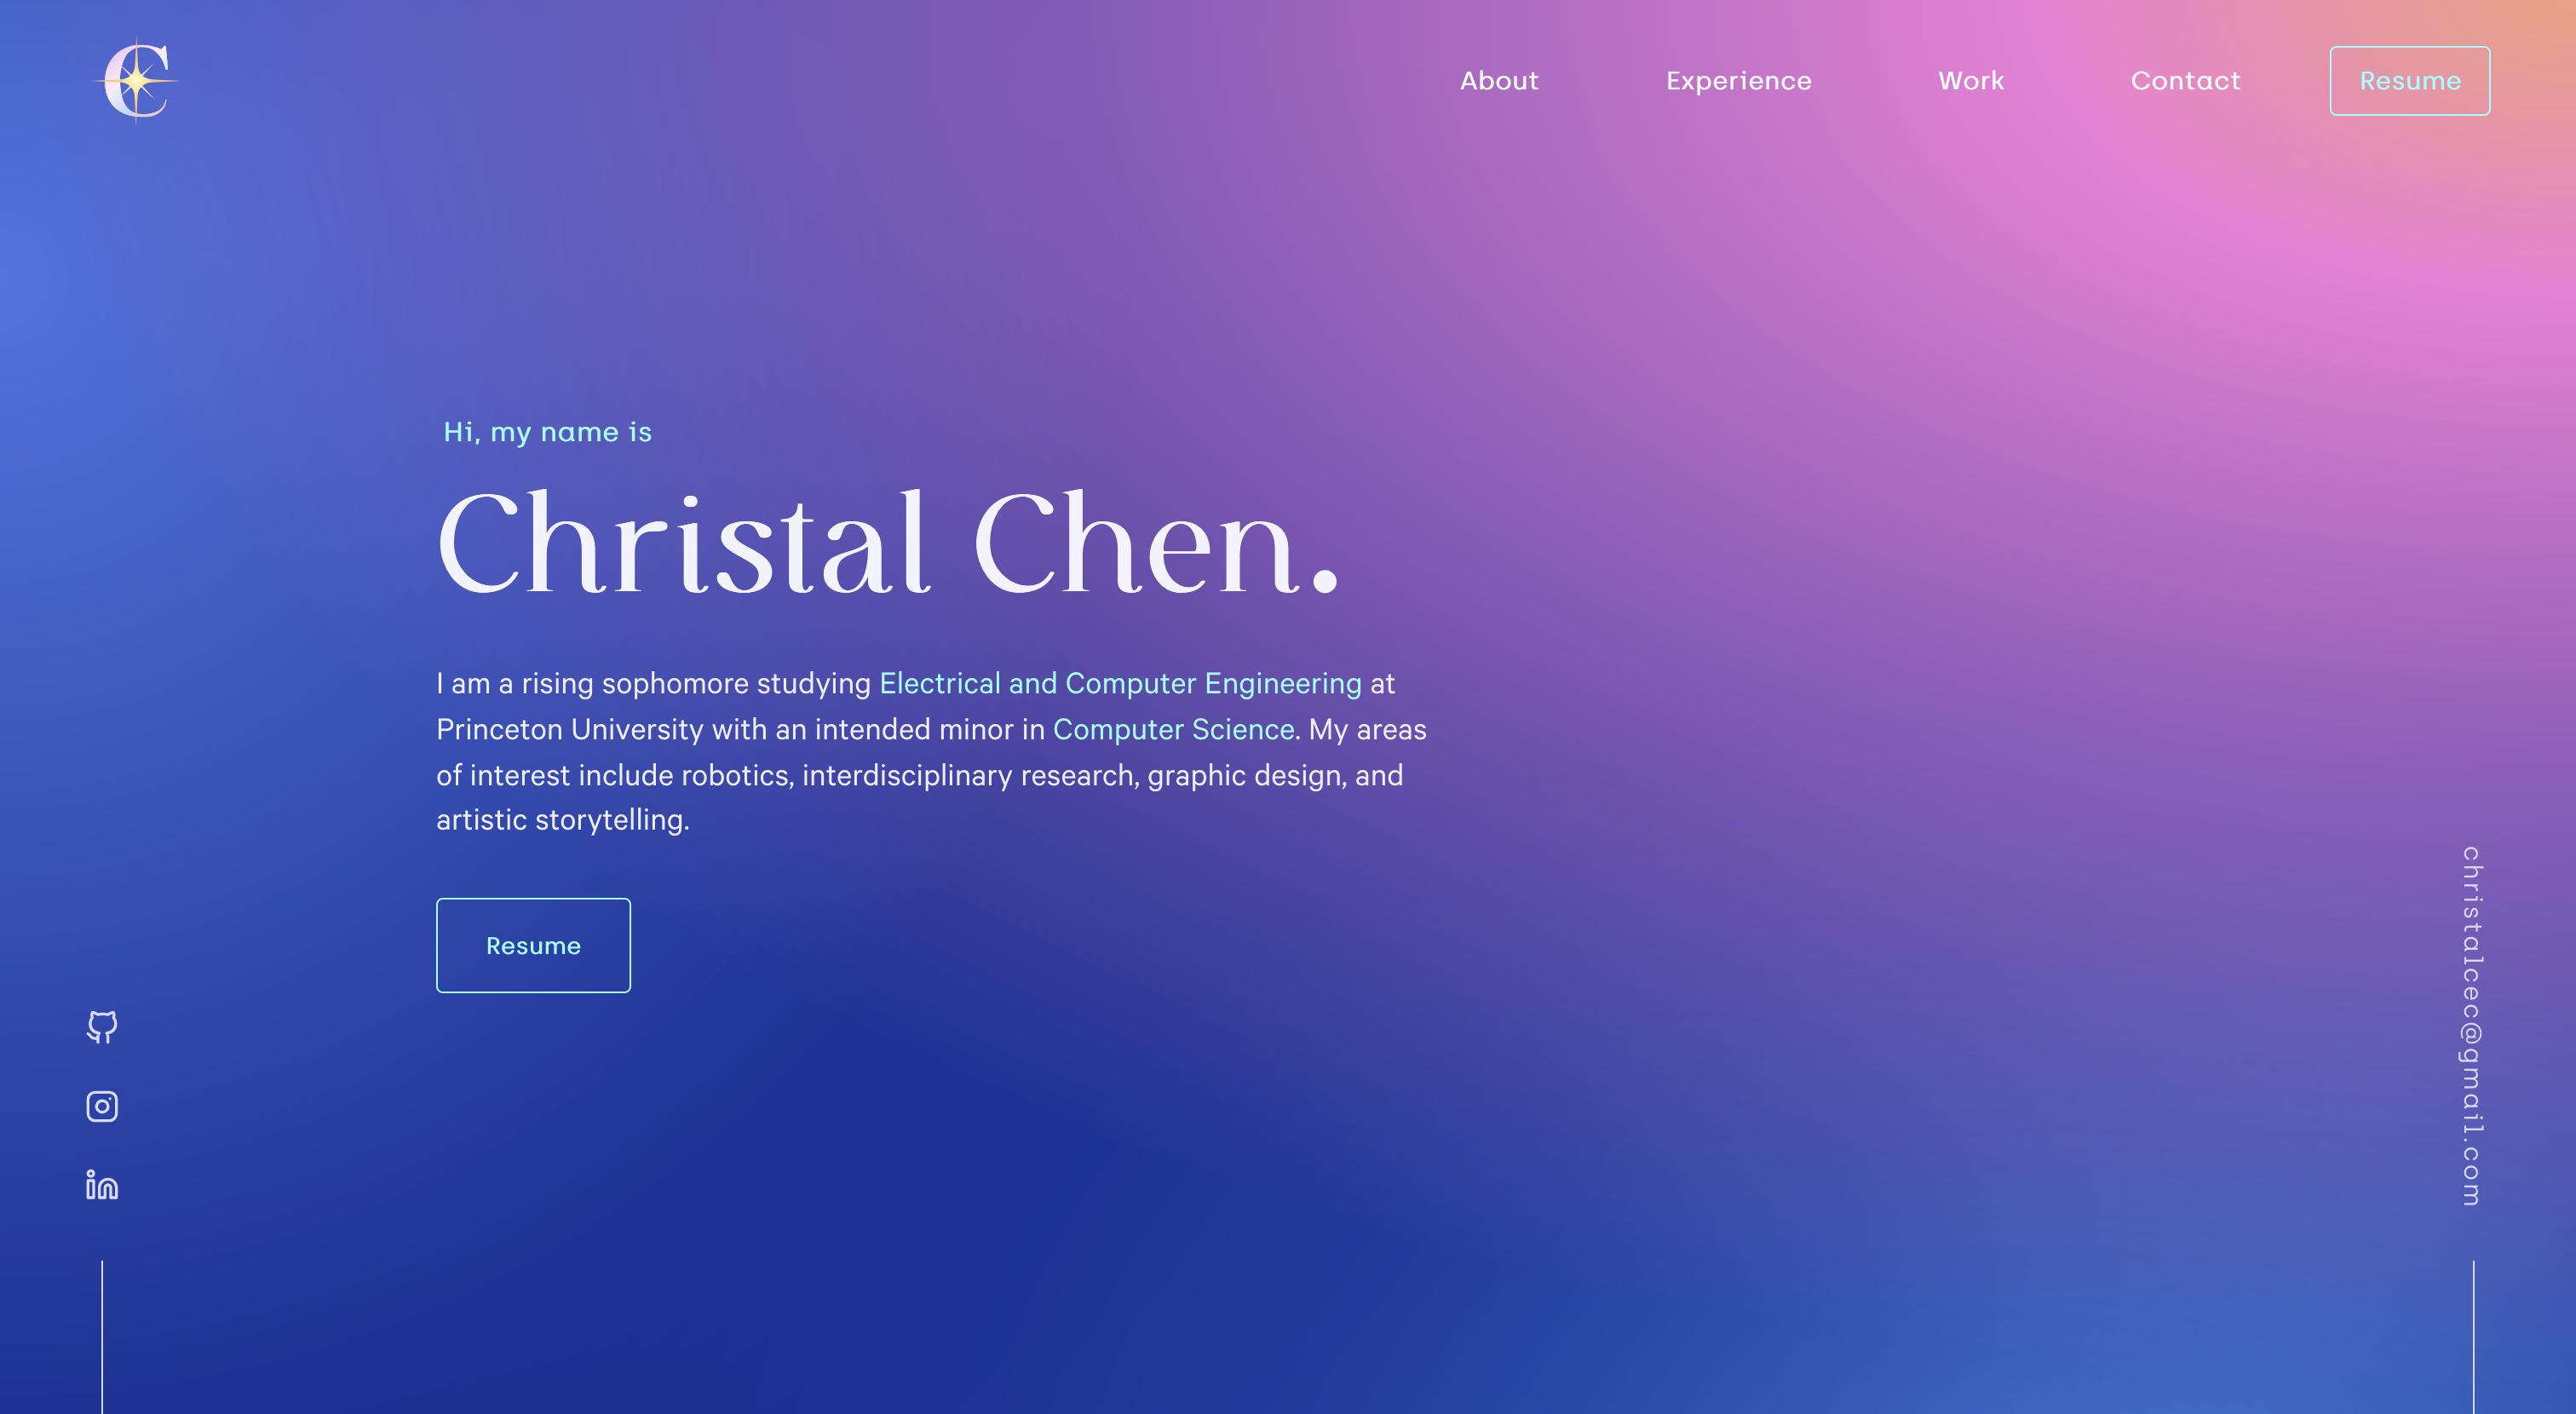 C
About
Experience
Work
Contact
Resume
Hi, my name is
Christal Chen.
I am a rising sophomore studying Electrical and Computer Engineering at
Princeton University with an intended minor in Computer Science. My areas
of interest include robotics, interdisciplinary research, graphic design, and
artistic storytelling.
Resume
in
christalcec@gmail.com